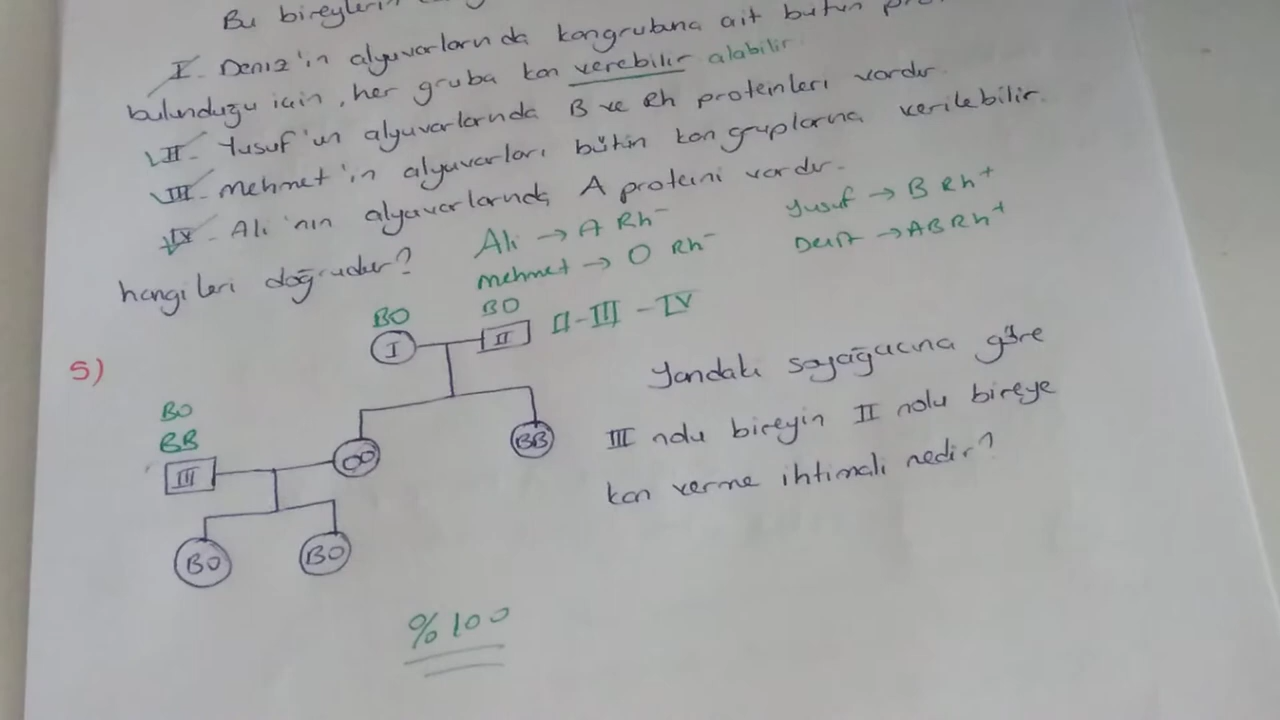 Bu bireylerin
I- Deniz'in alyuvarlarında kangrubuna ait bütün
bulunduğu için, her gruba kan verebilir alabilir
II- Yusuf'un alyuvarlarında B ve Rh proteinleri vardır
III- Mehmet'in alyuvarları bütün kan gruplarına verilebilir.
IV- Ali'nin alyuvarlarında A proteini vardır.
hangileri doğrudur?
Ali → A Rh⁻
Mehmet → O Rh⁻
Yusuf → B Rh⁺
Deniz → AB Rh⁺
II-III-IV
5)
BO
BO
I
II
BO
BB
III
OO
BB
BO
BO
Yandaki soyağacına göre
III nolu bireyin II nolu bireye
kan verme ihtimali nedir?
%100